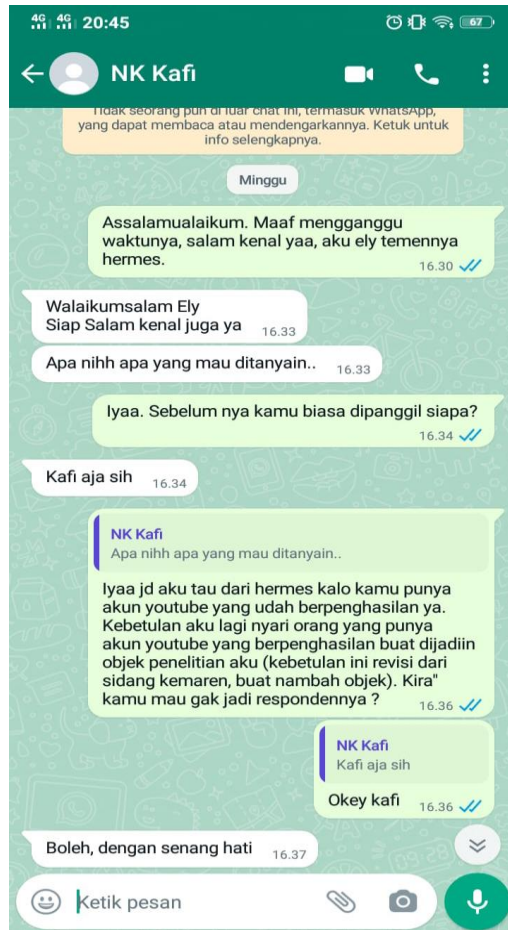 4G 4G 20:45
67
NK Kafi
Tidak seorang pun di luar chat ini, termasuk WhatsApp,
yang dapat membaca atau mendengarkannya. Ketuk untuk
info selengkapnya.
Minggu
Assalamualaikum. Maaf mengganggu
waktunya, salam kenal yaa, aku ely temennya
hermes.
16.30
Walaikumsalam Ely
Siap Salam kenal juga ya 16.33
Apa nihh apa yang mau ditanyain.. 16.33
Iyaa. Sebelum nya kamu biasa dipanggil siapa?
16.34
Kafi aja sih 16.34
NK Kafi
Apa nihh apa yang mau ditanyain..
Iyaa jd aku tau dari hermes kalo kamu punya
akun youtube yang udah berpenghasilan ya.
Kebetulan aku lagi nyari orang yang punya
akun youtube yang berpenghasilan buat dijadiin
objek penelitian aku (kebetulan ini revisi dari
sidang kemaren, buat nambah objek). Kira"
kamu mau gak jadi respondennya ? 16.36
NK Kafi
Kafi aja sih
Okey kafi 16.36
Boleh, dengan senang hati 16.37
Ketik pesan